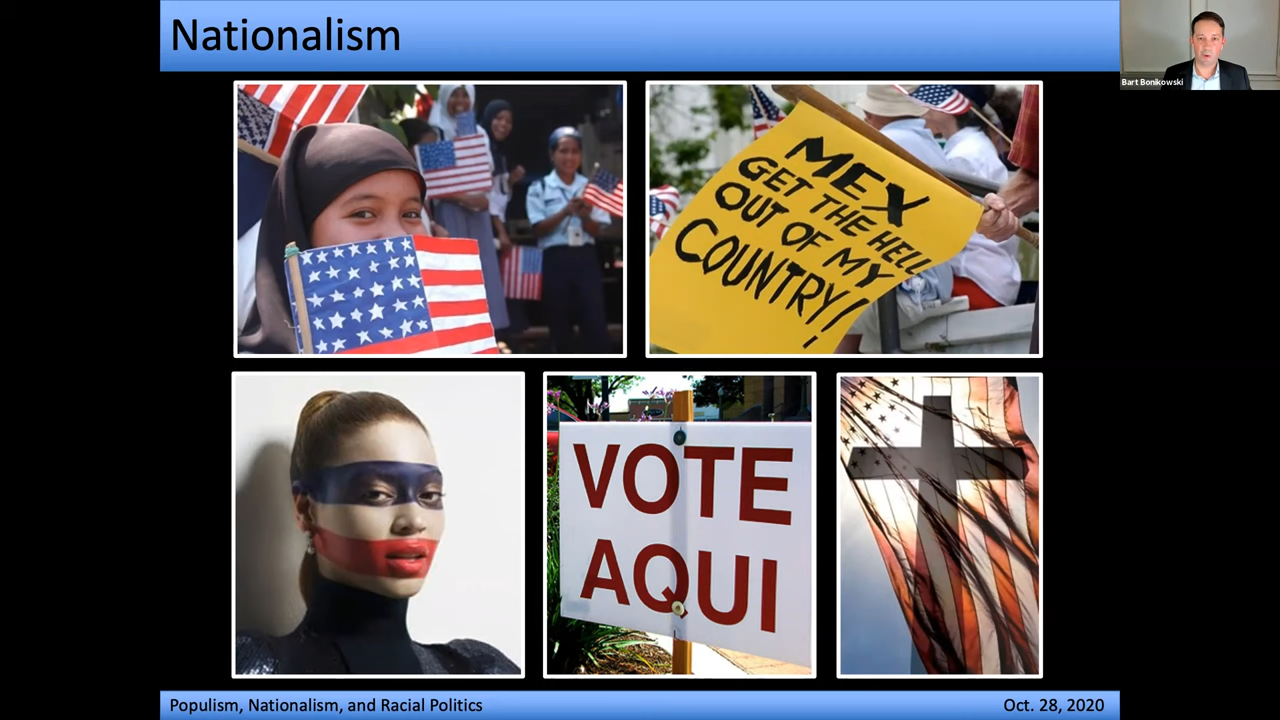 Nationalism
Bart Bonikowski
MEX
GET THE HELL
OUT OF MY
COUNTRY!
VOTE
AQUI
Populism, Nationalism, and Racial Politics
Oct. 28, 2020